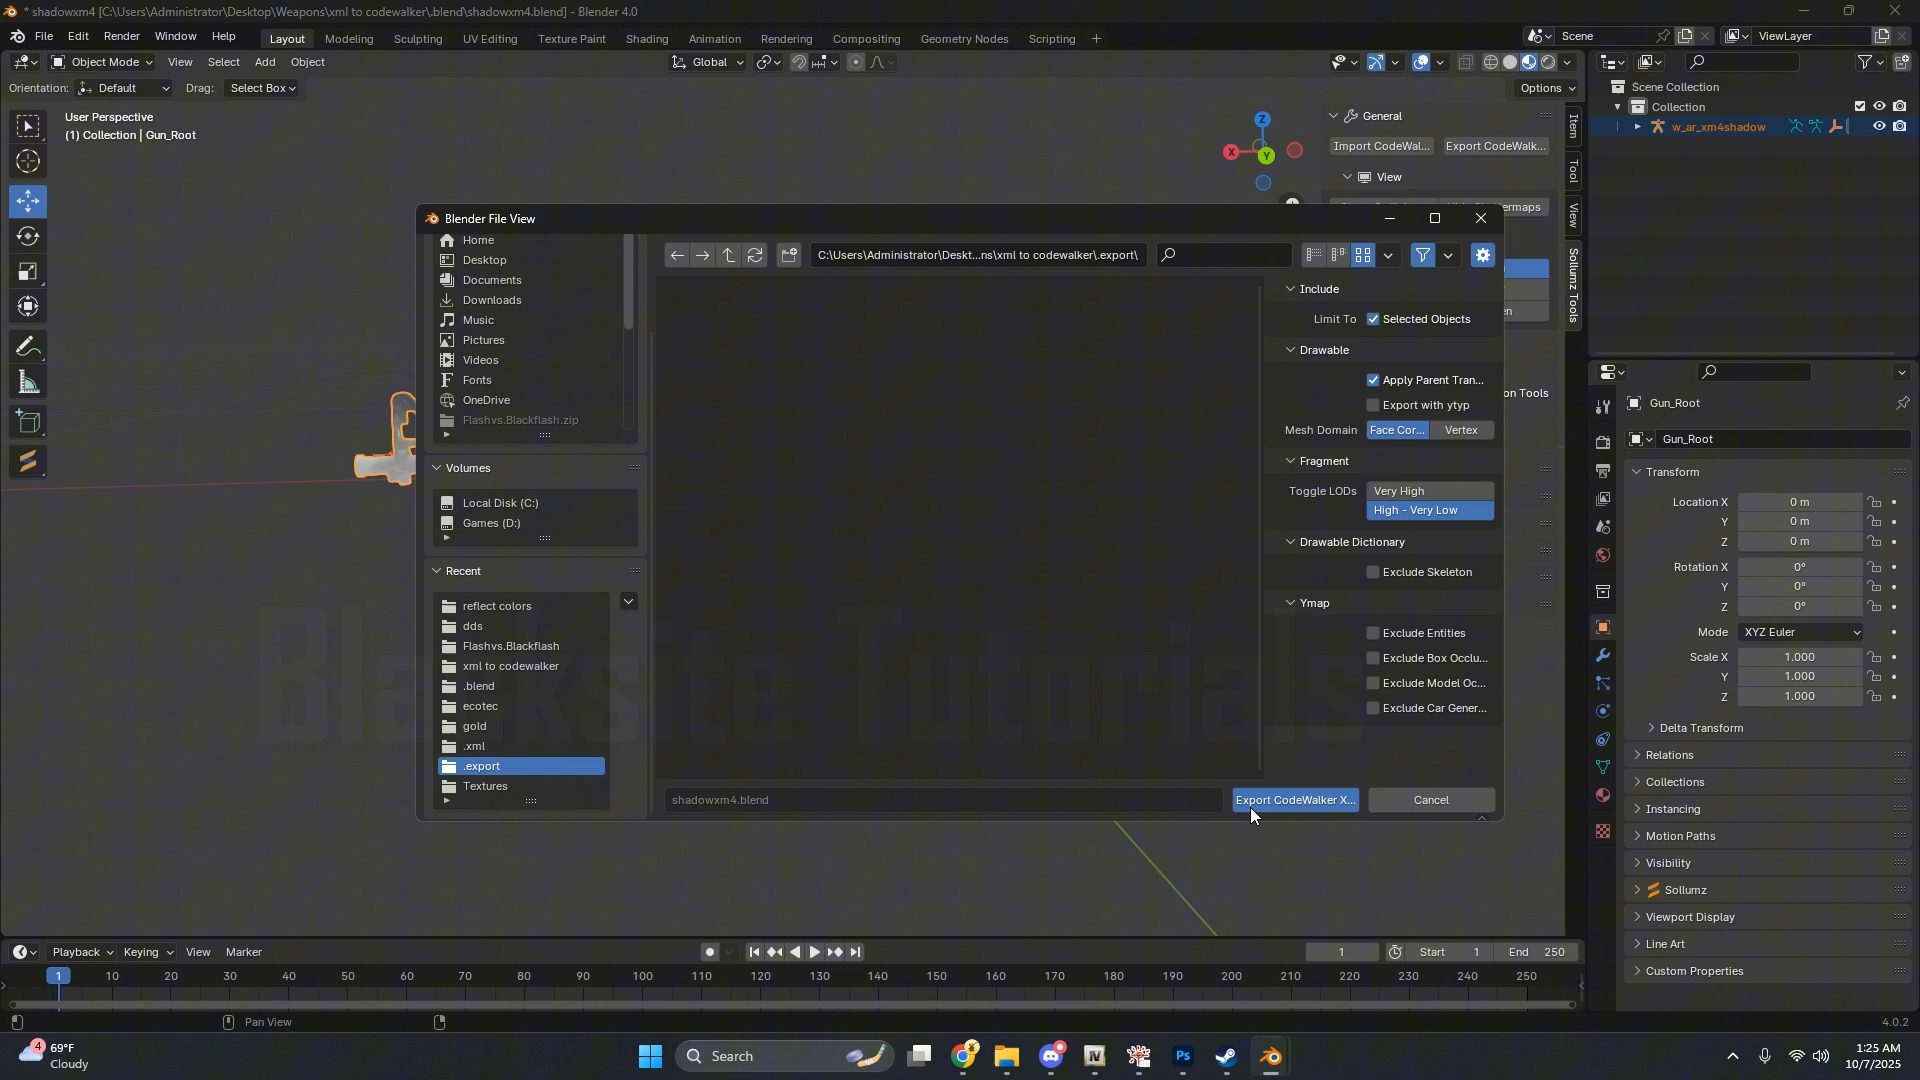 * shadowxm4 [C:\Users\Administrator\Desktop\Weapons\xml to codewalker\.blend\shadowxm4.blend] - Blender 4.0
File Edit Render Window Help Layout Modeling Sculpting UV Editing Texture Paint Shading Animation Rendering Compositing Geometry Nodes Scripting + Scene ViewLayer
Object Mode View Select Add Object Global
Orientation: Default Drag: Select Box Options
User Perspective
(1) Collection | Gun_Root
Z
X
Y
General
Import CodeWal... Export CodeWalk...
View
ermaps
en
on Tools
Item
Tool
View
Sollumz Tools
Scene Collection
Collection
w_ar_xm4shadow
Blender File View
Home
Desktop
Documents
Downloads
Music
Pictures
Videos
Fonts
OneDrive
Flashvs.Blackflash.zip
Volumes
Local Disk (C:)
Games (D:)
Recent
reflect colors
dds
Flashvs.Blackflash
xml to codewalker
.blend
ecotec
gold
.xml
.export
Textures
C:\Users\Administrator\Deskt...ns\xml to codewalker\.export\
Include
Limit To Selected Objects
Drawable
Apply Parent Tran...
Export with ytyp
Mesh Domain Face Cor... Vertex
Fragment
Toggle LODs Very High
High - Very Low
Drawable Dictionary
Exclude Skeleton
Ymap
Exclude Entities
Exclude Box Occlu...
Exclude Model Oc...
Exclude Car Gener...
shadowxm4.blend Export CodeWalker X... Cancel
Blacksite Tutorials
Gun_Root
Gun_Root
Transform
Location X 0 m
Y 0 m
Z 0 m
Rotation X 0°
Y 0°
Z 0°
Mode XYZ Euler
Scale X 1.000
Y 1.000
Z 1.000
Delta Transform
Relations
Collections
Instancing
Motion Paths
Visibility
Sollumz
Viewport Display
Line Art
Custom Properties
Playback Keying View Marker 1 Start 1 End 250
1 10 20 30 40 50 60 70 80 90 100 110 120 130 140 150 160 170 180 190 200 210 220 230 240 250
Pan View 4.0.2
4 69°F
Cloudy
Search
Ps
1:25 AM
10/7/2025